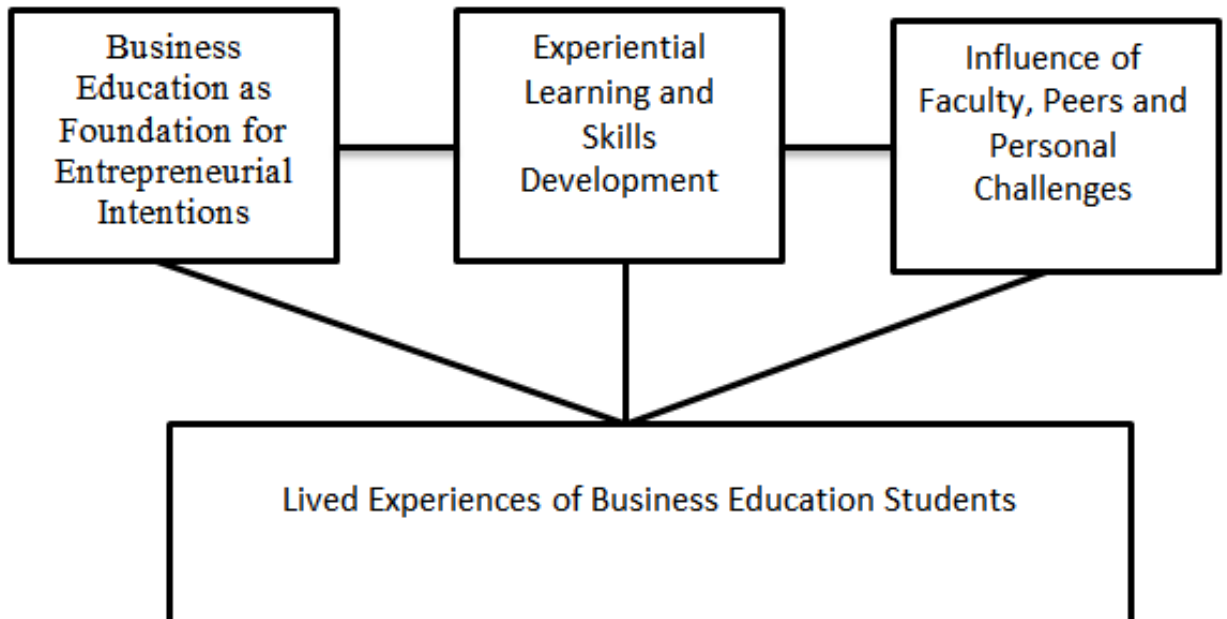 Business
Education as
Foundation for
Entrepreneurial
Intentions
Experiential
Learning and
Skills
Development
Influence of
Faculty, Peers and
Personal
Challenges
Lived Experiences of Business Education Students